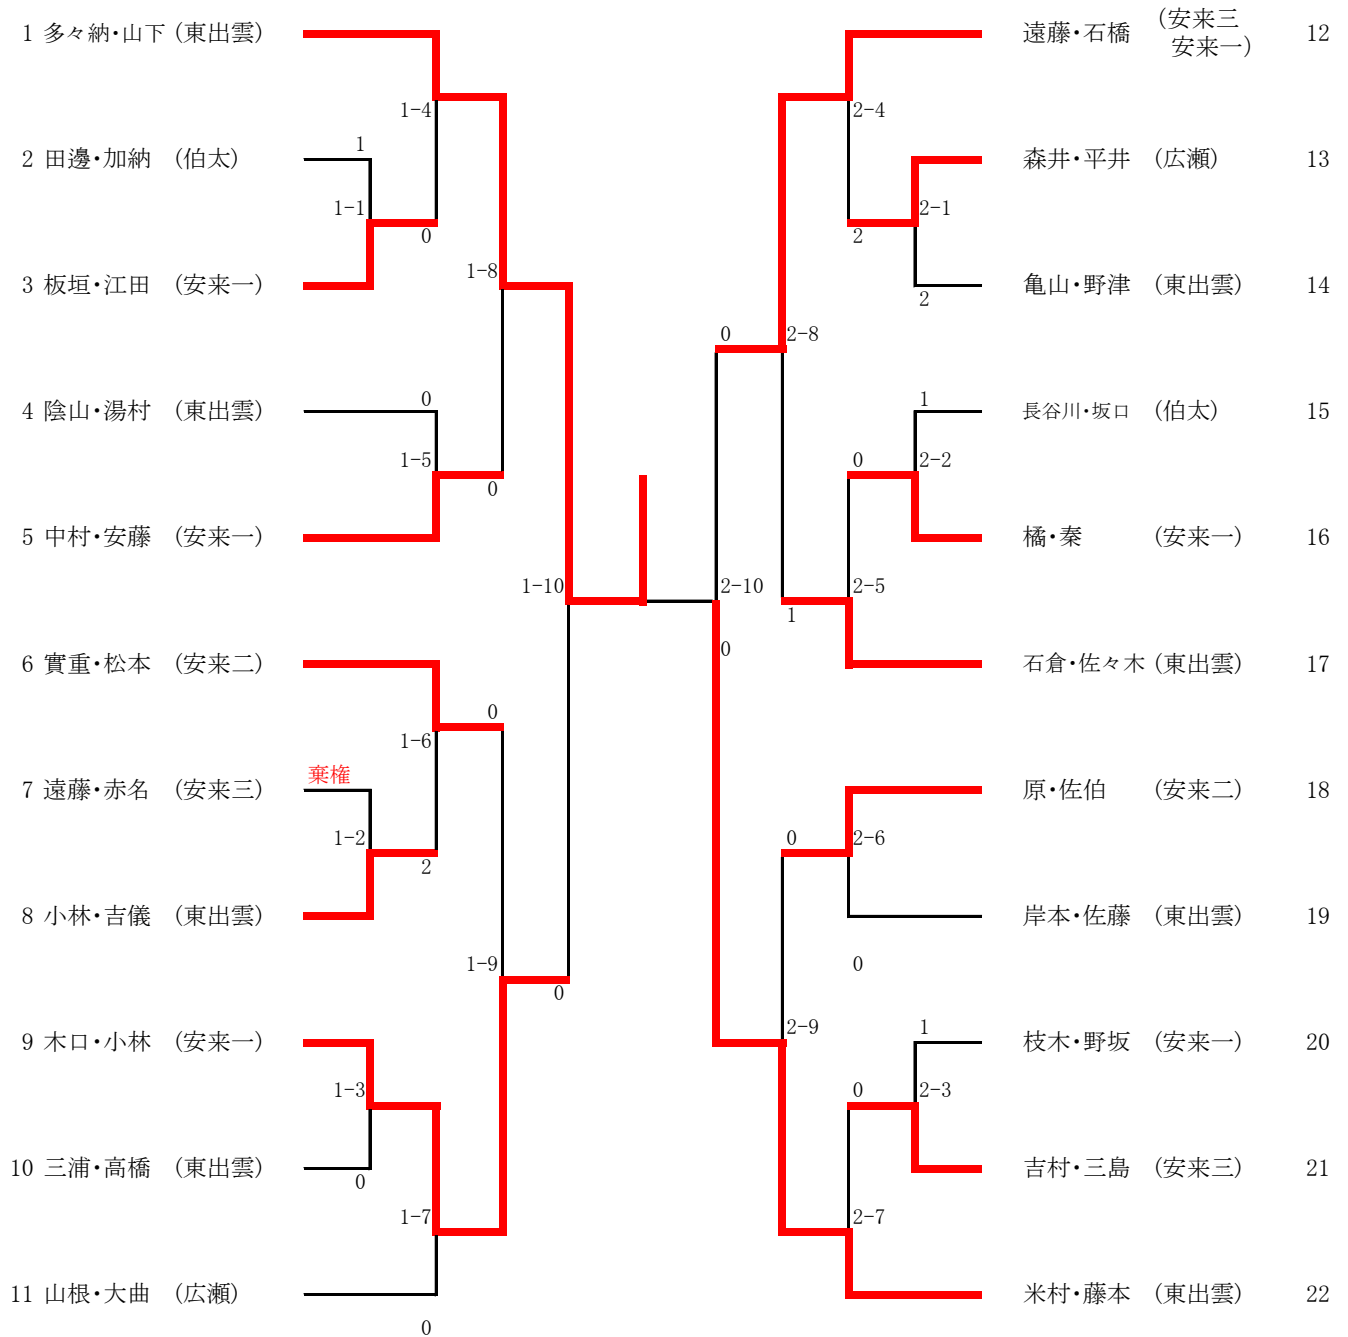 1 多々納・山下 (東出雲)
1-4
1
2 田邊・加納 (伯太)
1-1
0
1-8
3 板垣・江田 (安来一)
0
4 陰山・湯村 (東出雲)
1-5
0
5 中村・安藤 (安来一)
1-10
6 實重・松本 (安来二)
0
1-6
棄権
7 遠藤・赤名 (安来三)
1-2
2
8 小林・吉儀 (東出雲)
1-9
0
9 木口・小林 (安来一)
1-3
10 三浦・高橋 (東出雲)
0
1-7
11 山根・大曲 (広瀬)
0
遠藤・石橋 (安来三 12
安来一)
2-4
森井・平井 (広瀬) 13
2-1
2
亀山・野津 (東出雲) 14
2
0
2-8
1
長谷川・坂口 (伯太) 15
0
2-2
橘・秦 (安来一) 16
2-10
2-5
1
0
石倉・佐々木 (東出雲) 17
原・佐伯 (安来二) 18
0
2-6
岸本・佐藤 (東出雲) 19
0
2-9
1
枝木・野坂 (安来一) 20
0
2-3
吉村・三島 (安来三) 21
2-7
米村・藤本 (東出雲) 22